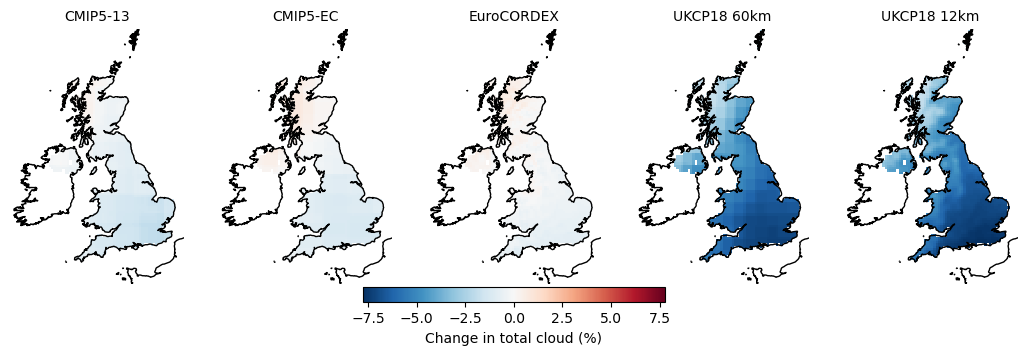 CMIP5-13 CMIP5-EC EuroCORDEX UKCP18 60km UKCP18 12km
−7.5 −5.0 −2.5 0.0 2.5 5.0 7.5
Change in total cloud (%)